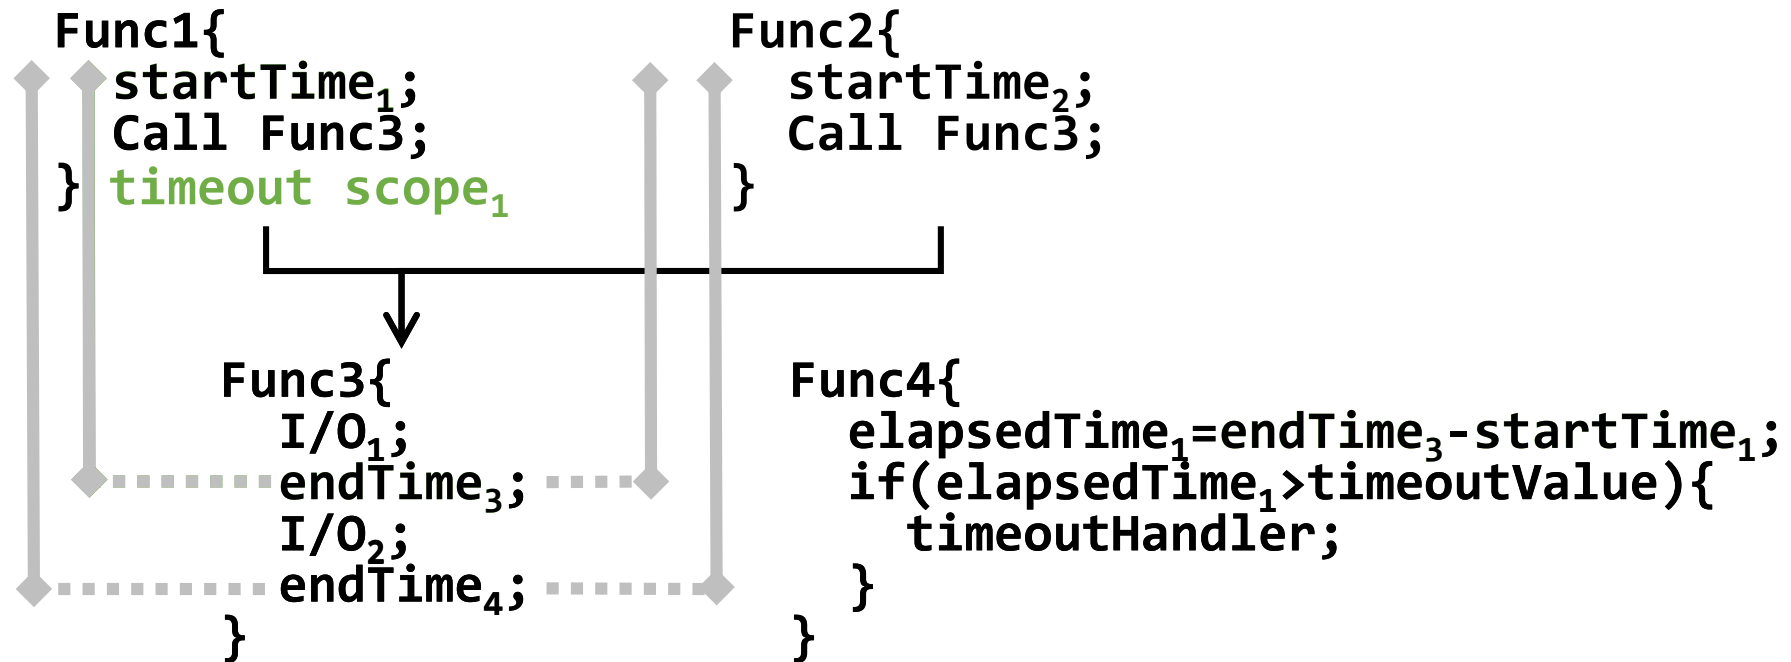 Func1{
startTime₁;
Call Func3;
} timeout scope₁
Func2{
startTime₂;
Call Func3;
}
Func3{
I/O₁;
endTime₃;
I/O₂;
endTime₄;
}
Func4{
elapsedTime₁=endTime₃-startTime₁;
if(elapsedTime₁>timeoutValue){
timeoutHandler;
}
}